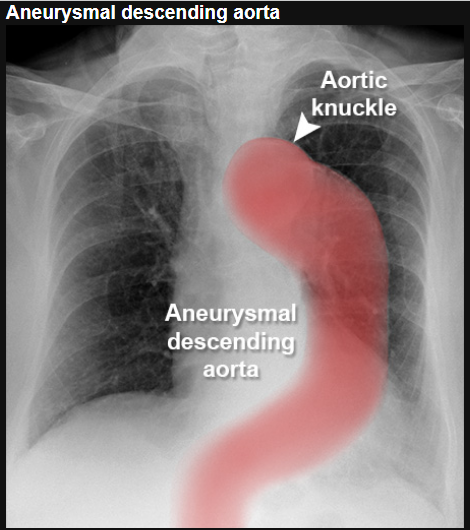 Aneurysmal descending aorta
Aortic
knuckle
Aneurysmal
descending
aorta